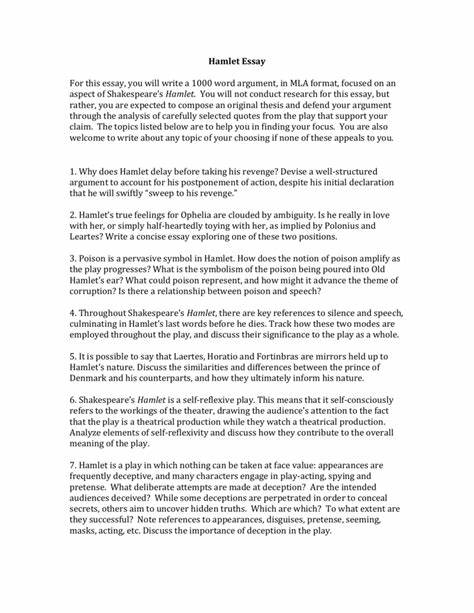 Hamlet Essay
For this essay, you will write a 1000 word argument, in MLA format, focused on an
aspect of Shakespeare's Hamlet. You will not conduct research for this essay, but
rather, you are expected to compose an original thesis and defend your argument
through the analysis of carefully selected quotes from the play that support your
claim. The topics listed below are to help you in finding your focus. You are also
welcome to write about any topic of your choosing if none of these appeals to you.
1. Why does Hamlet delay before taking his revenge? Devise a well-structured
argument to account for his postponement of action, despite his initial declaration
that he will swiftly "sweep to his revenge."
2. Hamlet's true feelings for Ophelia are clouded by ambiguity. Is he really in love
with her, or simply half-heartedly toying with her, as implied by Polonius and
Leartes? Write a concise essay exploring one of these two positions.
3. Poison is a pervasive symbol in Hamlet. How does the notion of poison amplify as
the play progresses? What is the symbolism of the poison being poured into Old
Hamlet's ear? What could poison represent, and how might it advance the theme of
corruption? Is there a relationship between poison and speech?
4. Throughout Shakespeare's Hamlet, there are key references to silence and speech,
culminating in Hamlet's last words before he dies. Track how these two modes are
employed throughout the play, and discuss their significance to the play as a whole.
5. It is possible to say that Laertes, Horatio and Fortinbras are mirrors held up to
Hamlet's nature. Discuss the similarities and differences between the prince of
Denmark and his counterparts, and how they ultimately inform his nature.
6. Shakespeare's Hamlet is a self-reflexive play. This means that it self-consciously
refers to the workings of the theater, drawing the audience's attention to the fact
that the play is a theatrical production while they watch a theatrical production.
Analyze elements of self-reflexivity and discuss how they contribute to the overall
meaning of the play.
7. Hamlet is a play in which nothing can be taken at face value: appearances are
frequently deceptive, and many characters engage in play-acting, spying and
pretense. What deliberate attempts are made at deception? Are the intended
audiences deceived? While some deceptions are perpetrated in order to conceal
secrets, others aim to uncover hidden truths. Which are which? To what extent are
they successful? Note references to appearances, disguises, pretense, seeming,
masks, acting, etc. Discuss the importance of deception in the play.